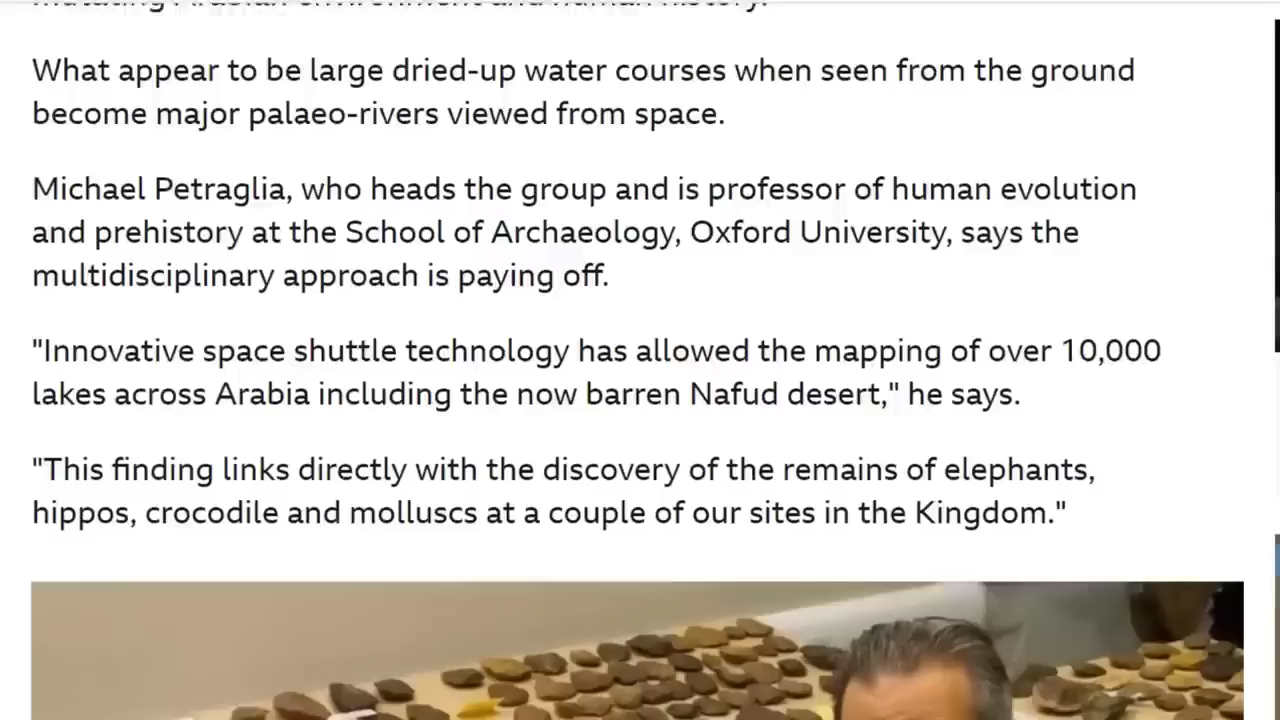 What appear to be large dried-up water courses when seen from the ground
become major palaeo-rivers viewed from space.
Michael Petraglia, who heads the group and is professor of human evolution
and prehistory at the School of Archaeology, Oxford University, says the
multidisciplinary approach is paying off.
"Innovative space shuttle technology has allowed the mapping of over 10,000
lakes across Arabia including the now barren Nafud desert," he says.
"This finding links directly with the discovery of the remains of elephants,
hippos, crocodile and molluscs at a couple of our sites in the Kingdom."